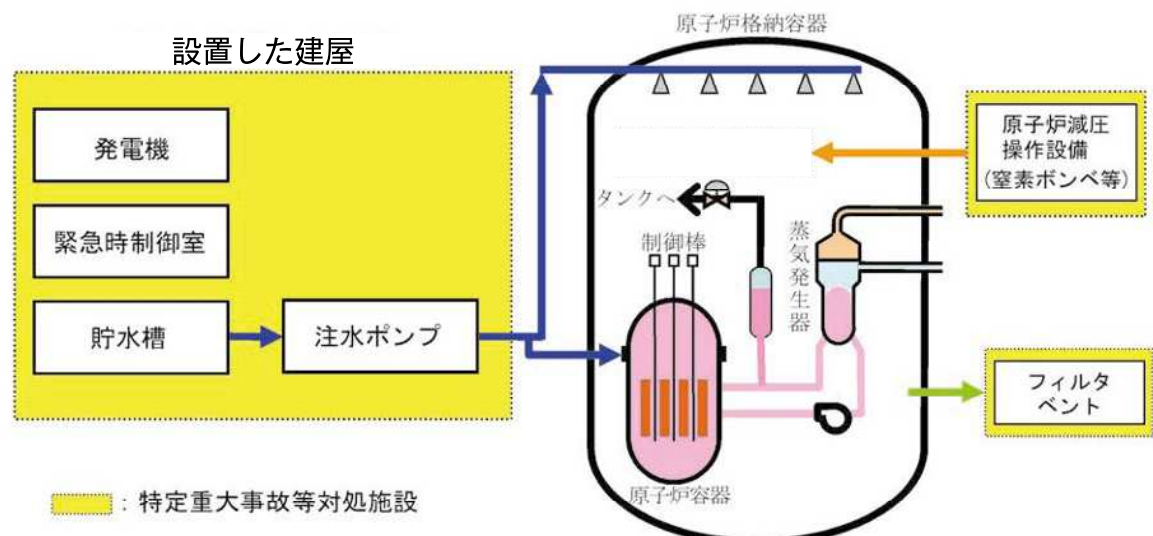 設置した建屋
発電機
緊急時制御室
貯水槽
注水ポンプ
原子炉格納容器
タンクへ
制御棒
蒸気発生器
原子炉容器
原子炉減圧
操作設備
(窒素ボンベ等)
フィルタ
ベント
：特定重大事故等対処施設